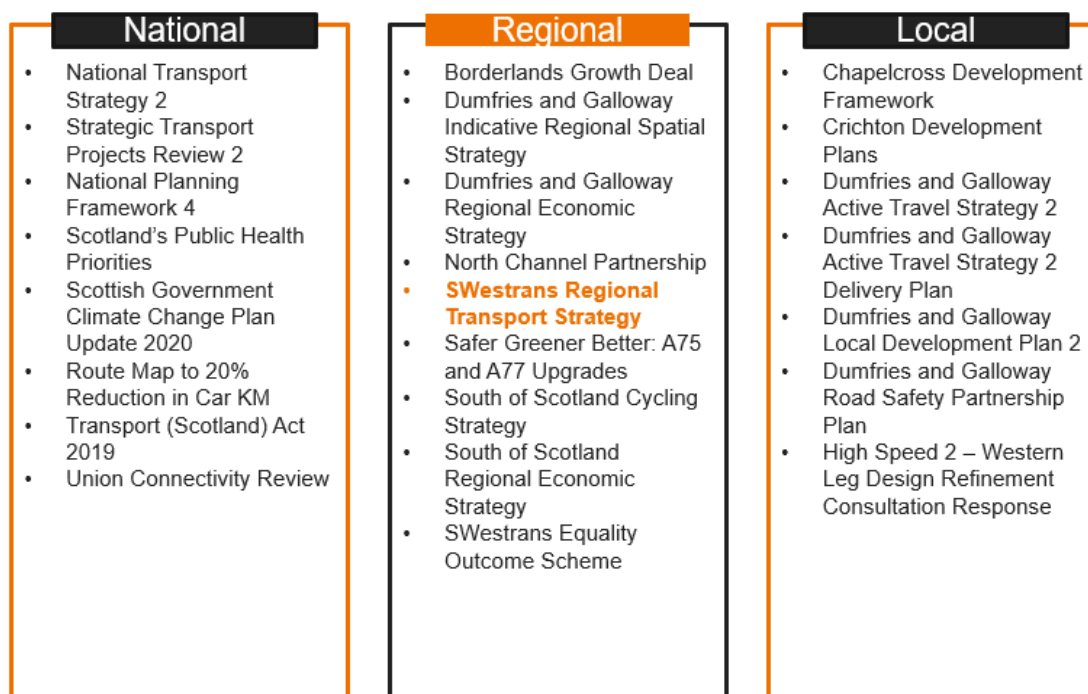 National
• National Transport
Strategy 2
• Strategic Transport
Projects Review 2
• National Planning
Framework 4
• Scotland's Public Health
Priorities
• Scottish Government
Climate Change Plan
Update 2020
• Route Map to 20%
Reduction in Car KM
• Transport (Scotland) Act
2019
• Union Connectivity Review
Regional
• Borderlands Growth Deal
• Dumfries and Galloway
Indicative Regional Spatial
Strategy
• Dumfries and Galloway
Regional Economic
Strategy
• North Channel Partnership
• SWestrans Regional
Transport Strategy
• Safer Greener Better: A75
and A77 Upgrades
• South of Scotland Cycling
Strategy
• South of Scotland
Regional Economic
Strategy
• SWestrans Equality
Outcome Scheme
Local
• Chapelcross Development
Framework
• Crichton Development
Plans
• Dumfries and Galloway
Active Travel Strategy 2
• Dumfries and Galloway
Active Travel Strategy 2
Delivery Plan
• Dumfries and Galloway
Local Development Plan 2
• Dumfries and Galloway
Road Safety Partnership
Plan
• High Speed 2 – Western
Leg Design Refinement
Consultation Response